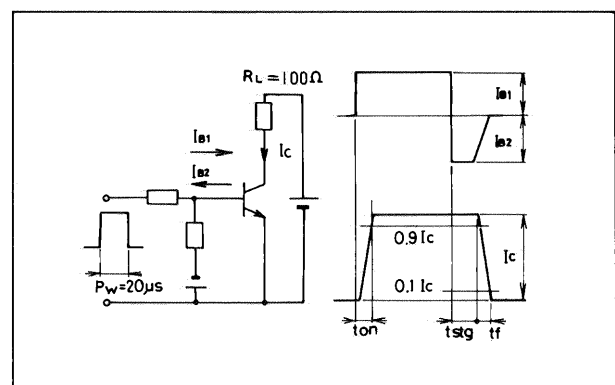 RL=100Ω
IB1
IB2
Ic
PW=20μs
IB1
IB2
0.9 Ic
Ic
0.1 Ic
ton
tstg
tf